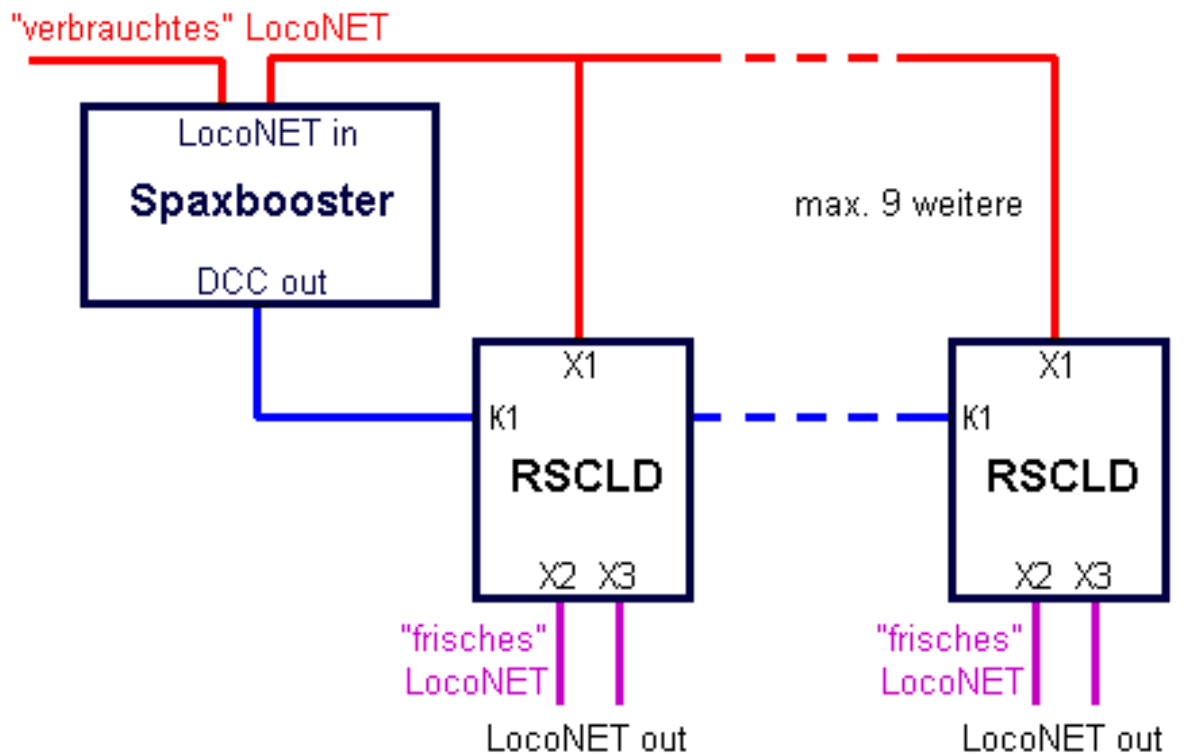 "verbrauchtes" LocoNET
LocoNET in
Spaxbooster
DCC out
max. 9 weitere
X1
K1
RSCLD
X2 X3
"frisches"
LocoNET
LocoNET out
X1
K1
RSCLD
X2 X3
"frisches"
LocoNET
LocoNET out